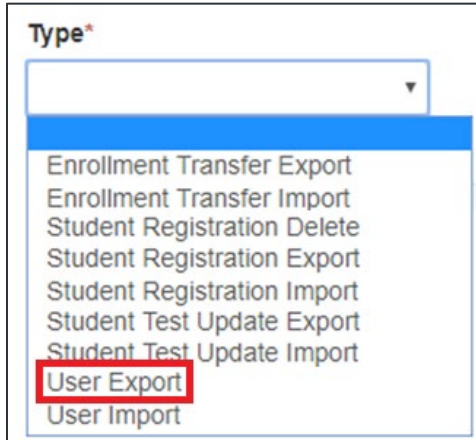 Type*
Enrollment Transfer Export
Enrollment Transfer Import
Student Registration Delete
Student Registration Export
Student Registration Import
Student Test Update Export
Student Test Update Import
User Export
User Import